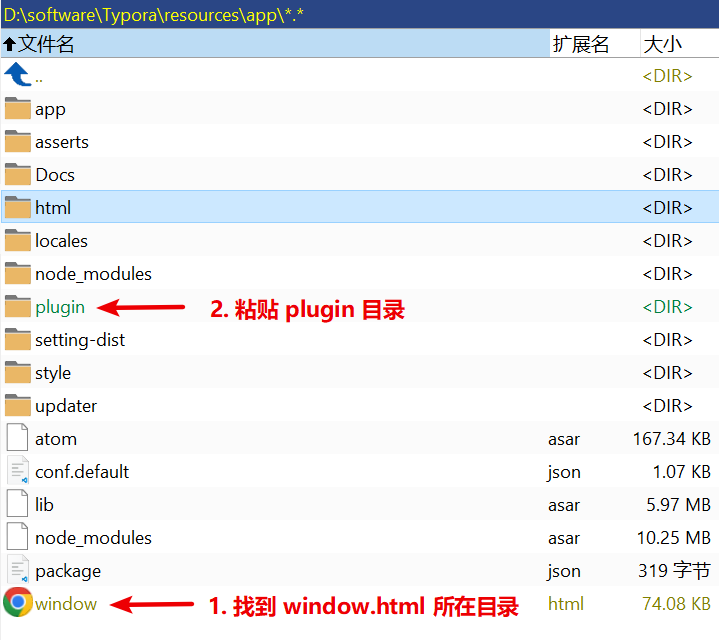 D:\software\Typora\resources\app\*.*
文件名 扩展名 大小
.. <DIR>
app <DIR>
asserts <DIR>
Docs <DIR>
html <DIR>
locales <DIR>
node_modules <DIR>
plugin 2. 粘贴 plugin 目录 <DIR>
setting-dist <DIR>
style <DIR>
updater <DIR>
atom asar 167.34 KB
conf.default json 1.07 KB
lib asar 5.97 MB
node_modules asar 10.25 MB
package json 319 字节
window 1. 找到 window.html 所在目录 html 74.08 KB